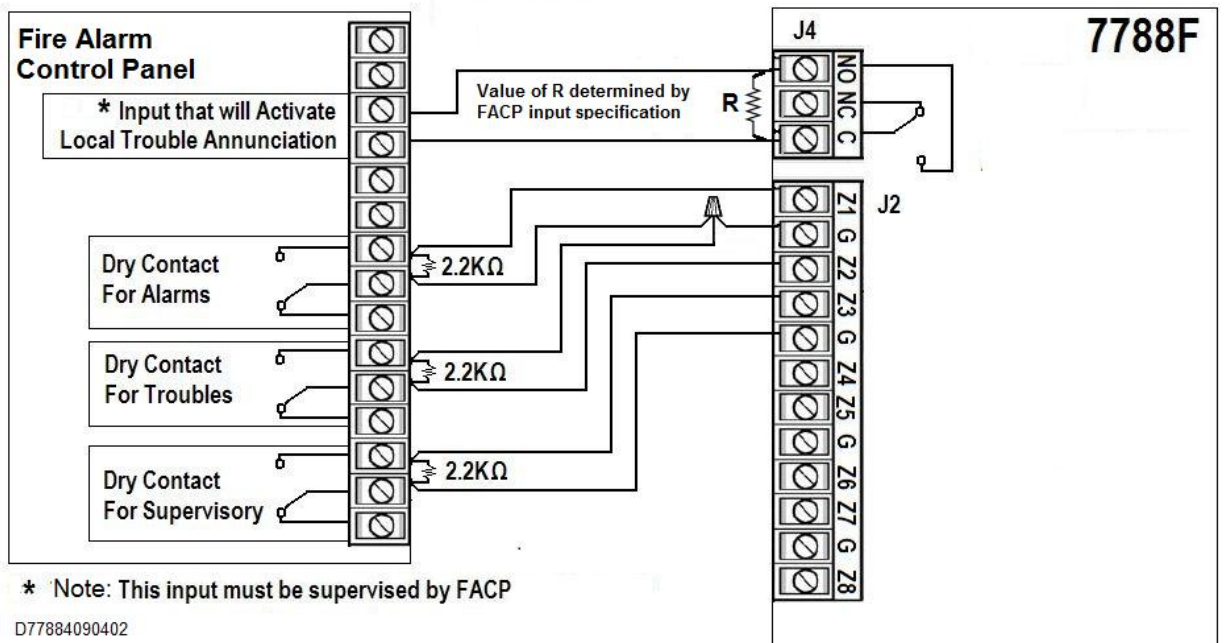 Fire Alarm
Control Panel
* Input that will Activate
Local Trouble Annunciation
Value of R determined by
FACP input specification
R
J4
7788F
NO
NC
C
J2
Z1
G
Z2
Z3
G
Z4
Z5
G
Z6
Z7
G
Z8
Dry Contact
For Alarms
2.2KΩ
Dry Contact
For Troubles
2.2KΩ
Dry Contact
For Supervisory
2.2KΩ
* Note: This input must be supervised by FACP
D77884090402